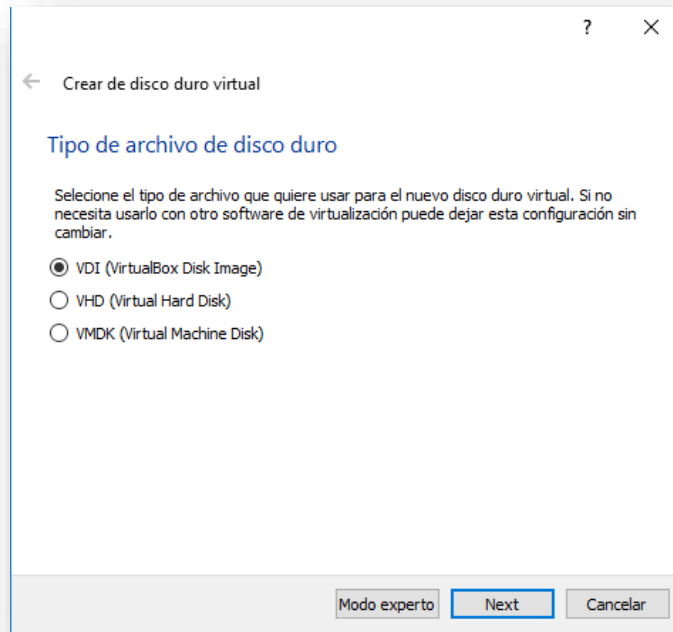 ?
Crear de disco duro virtual
Tipo de archivo de disco duro
Selecione el tipo de archivo que quiere usar para el nuevo disco duro virtual. Si no
necesita usarlo con otro software de virtualización puede dejar esta configuración sin
cambiar.
VDI (VirtualBox Disk Image)
VHD (Virtual Hard Disk)
VMDK (Virtual Machine Disk)
Modo experto Next Cancelar